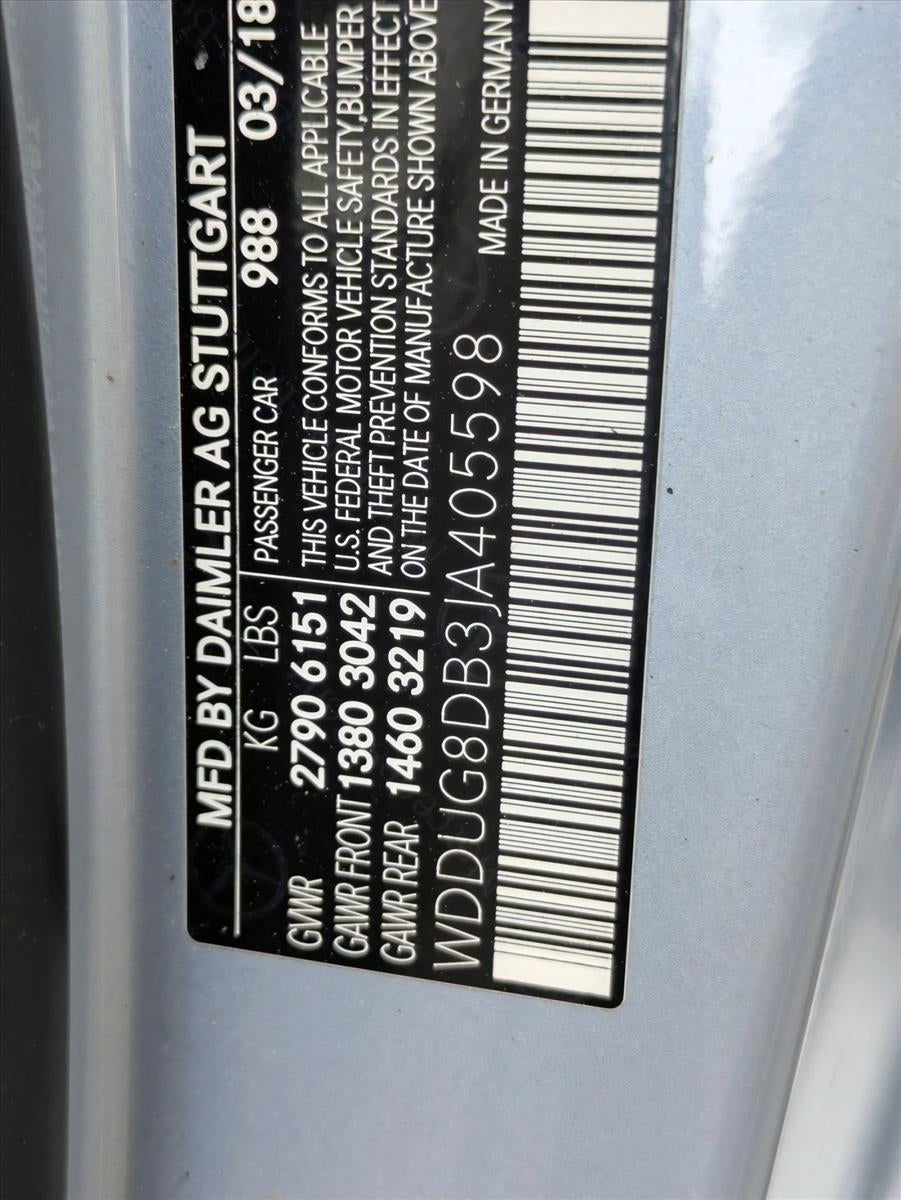 MFD BY DAIMLER AG STUTTGART
KG LBS PASSENGER CAR 988 03/18
GVWR 2790 6151
GAWR FRONT 1380 3042
GAWR REAR 1460 3219
THIS VEHICLE CONFORMS TO ALL APPLICABLE
U.S. FEDERAL MOTOR VEHICLE SAFETY,BUMPER
AND THEFT PREVENTION STANDARDS IN EFFECT
ON THE DATE OF MANUFACTURE SHOWN ABOVE
WDDUG8DB3JA405598 MADE IN GERMANY